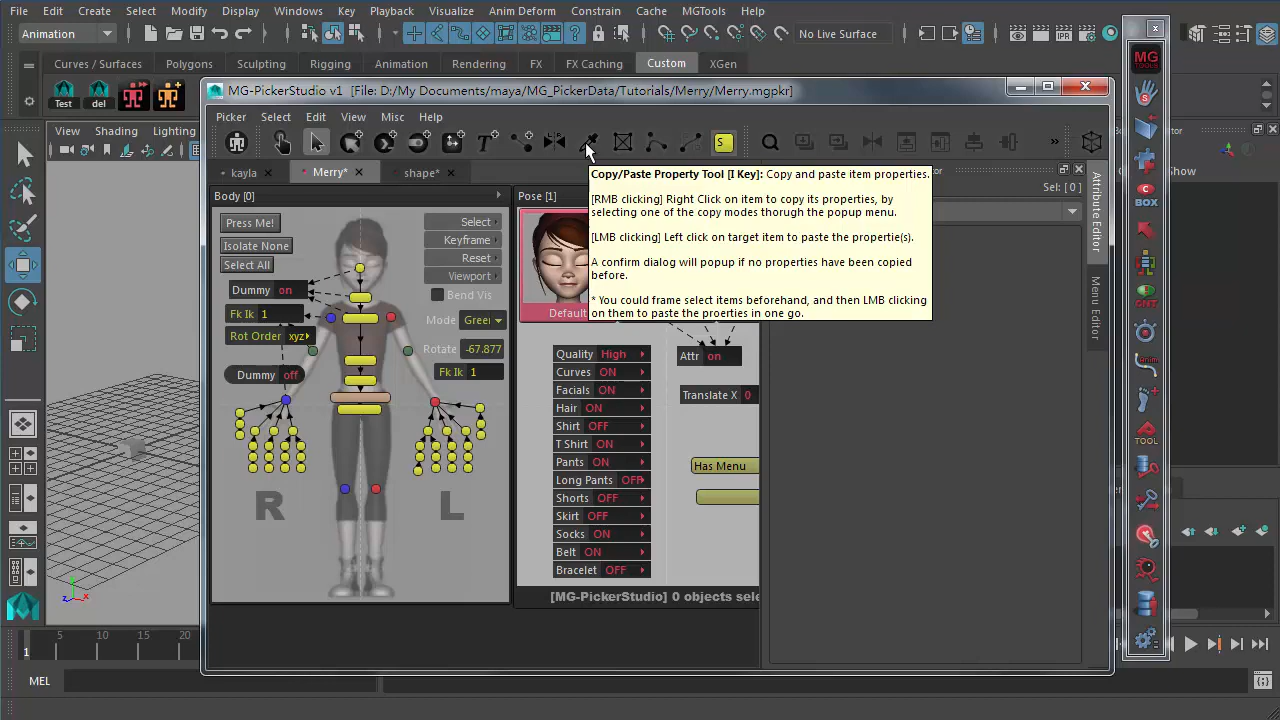 File Edit Create Select Modify Display Windows Key Playback Visualize Anim Deform Constrain Cache MGTools Help
Animation No Live Surface
Curves / Surfaces Polygons Sculpting Rigging Animation Rendering FX FX Caching Custom XGen
Test del
MG-PickerStudio v1 [File: D:/My Documents/maya/MG_PickerData/Tutorials/Merry/Merry.mgpkr]
View Shading Lighting
Picker Select Edit View Misc Help
S
kayla Merry* shape*
Copy/Paste Property Tool [I Key]: Copy and paste item properties.
[RMB clicking] Right Click on item to copy its properties, by
selecting one of the copy modes thorugh the popup menu.
[LMB clicking] Left click on target item to paste the propertie(s).
A confirm dialog will popup if no properties have been copied
before.
* You could frame select items beforehand, and then LMB clicking
on them to paste the proerties in one go.
Sel: [ 0 ]
Attribute Editor
Menu Editor
Body [0]
Press Me!
Isolate None
Select All
Dummy on
Fk Ik 1
Rot Order xyz
Dummy off
Select
Keyframe
Reset
Viewport
Bend Vis
Mode Greei
Rotate -67.877
Fk Ik 1
R L
Pose [1]
Default
Quality High
Curves ON
Facials ON
Hair ON
Shirt OFF
T Shirt ON
Pants ON
Long Pants OFF
Shorts OFF
Skirt OFF
Socks ON
Belt ON
Bracelet OFF
Attr on
Translate X 0
Has Menu
[MG-PickerStudio] 0 objects sele
MG
TOOLS
C
BOX
CNT
TOOL
Editor
Show
z x
5 10 15 20 25 30
1
MEL